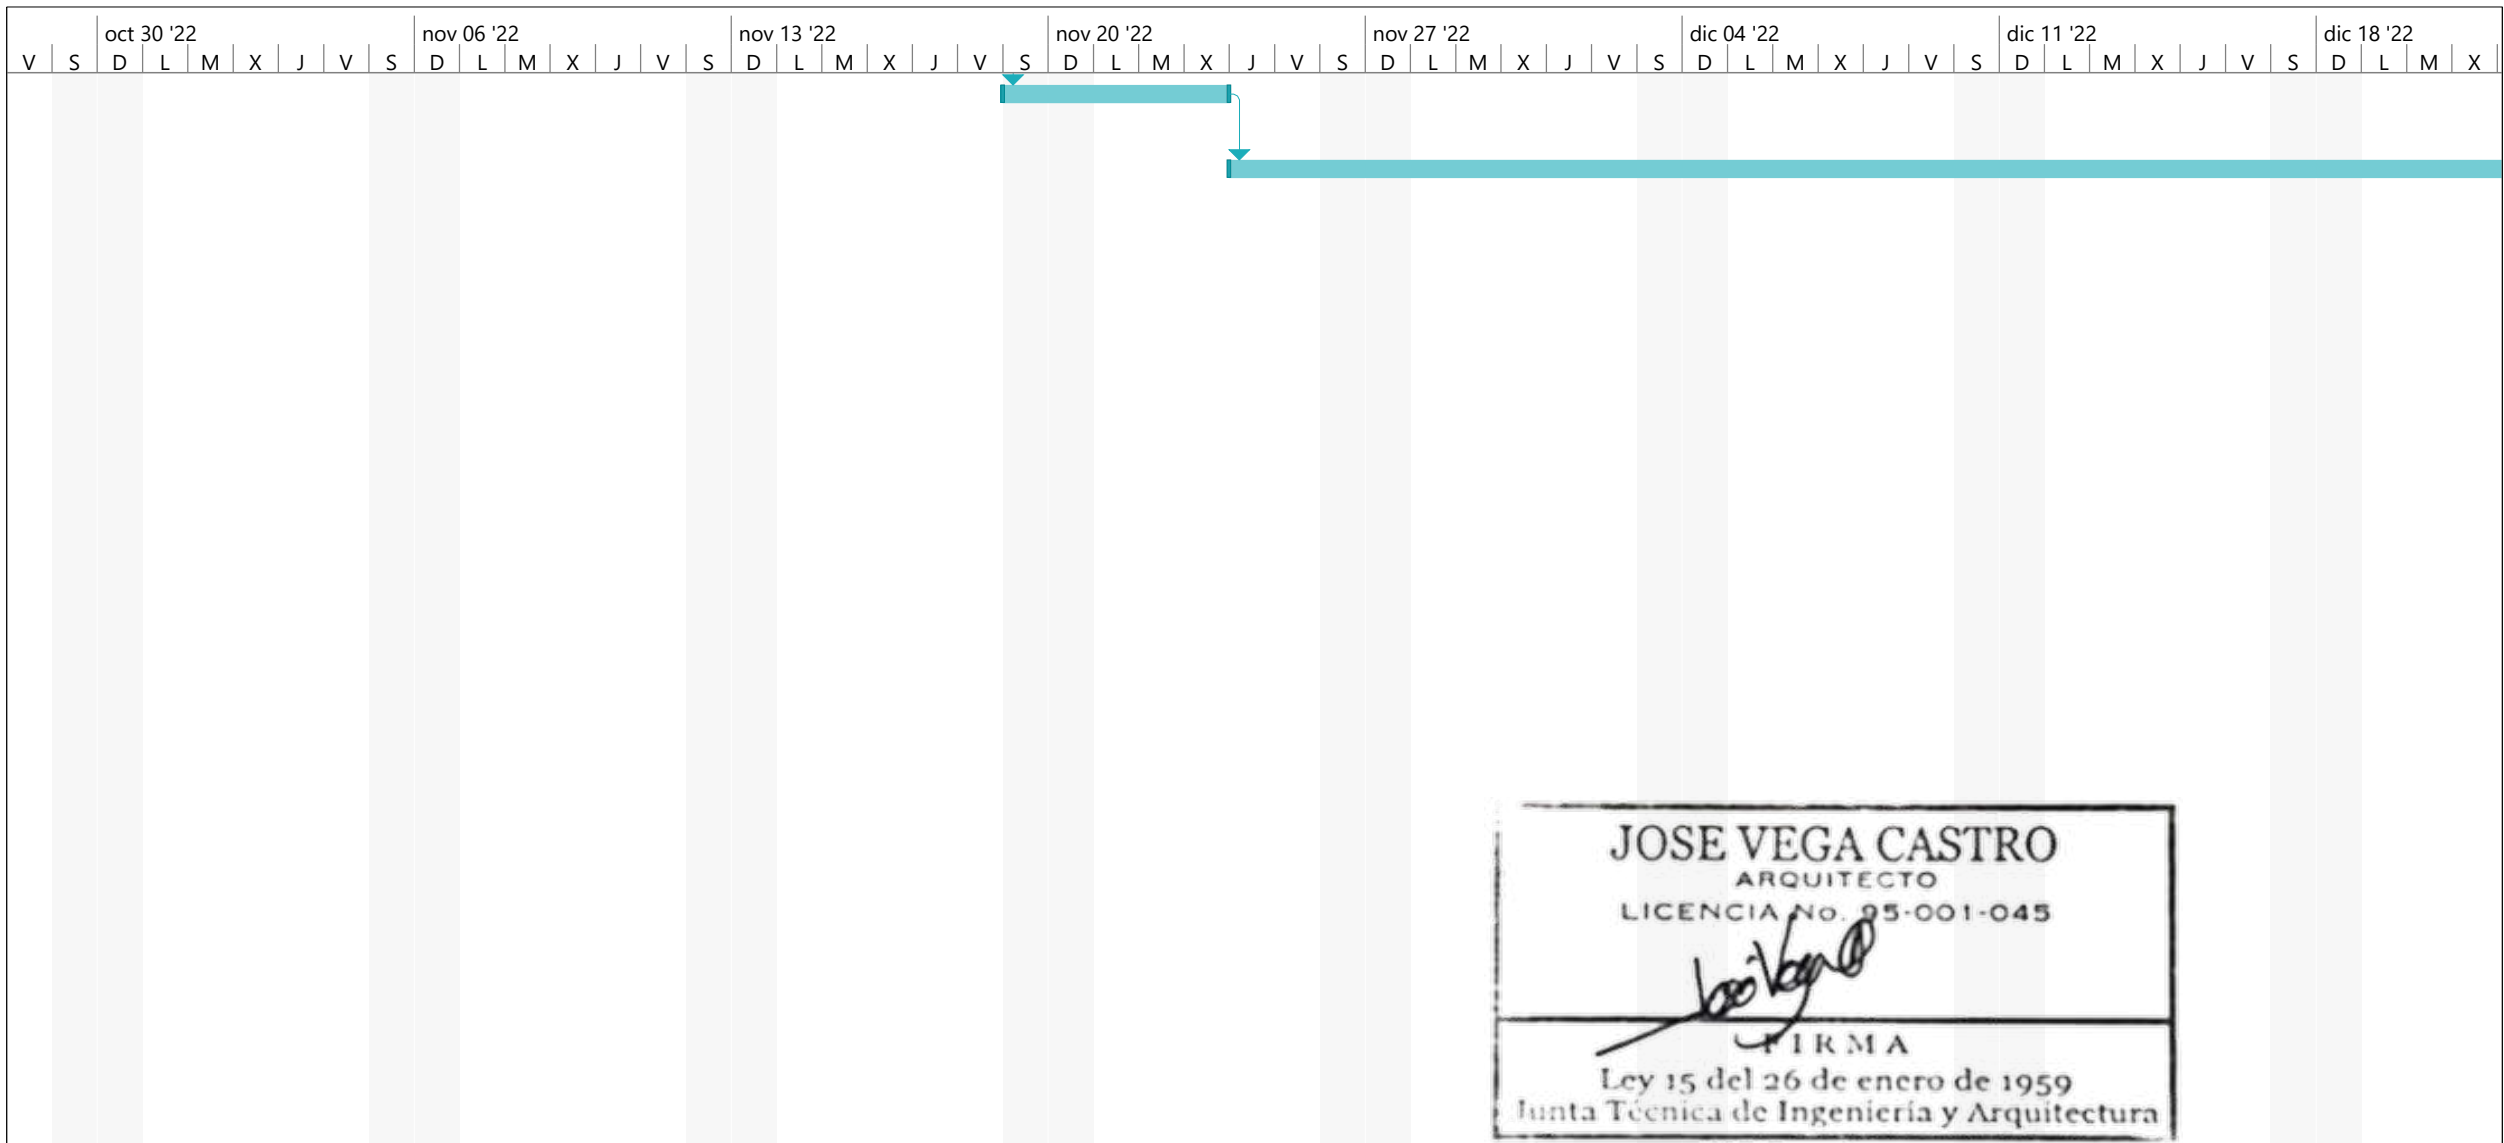 oct 30 '22 nov 06 '22 nov 13 '22 nov 20 '22 nov 27 '22 dic 04 '22 dic 11 '22 dic 18 '22
V S D L M X J V S D L M X J V S D L M X J V S D L M X J V S D L M X J V S D L M X J V S D L M X J V S D L M X
JOSE VEGA CASTRO
ARQUITECTO
LICENCIA No. 95-001-045
José Vega
FIRMA
Ley 15 del 26 de enero de 1959
Junta Técnica de Ingeniería y Arquitectura